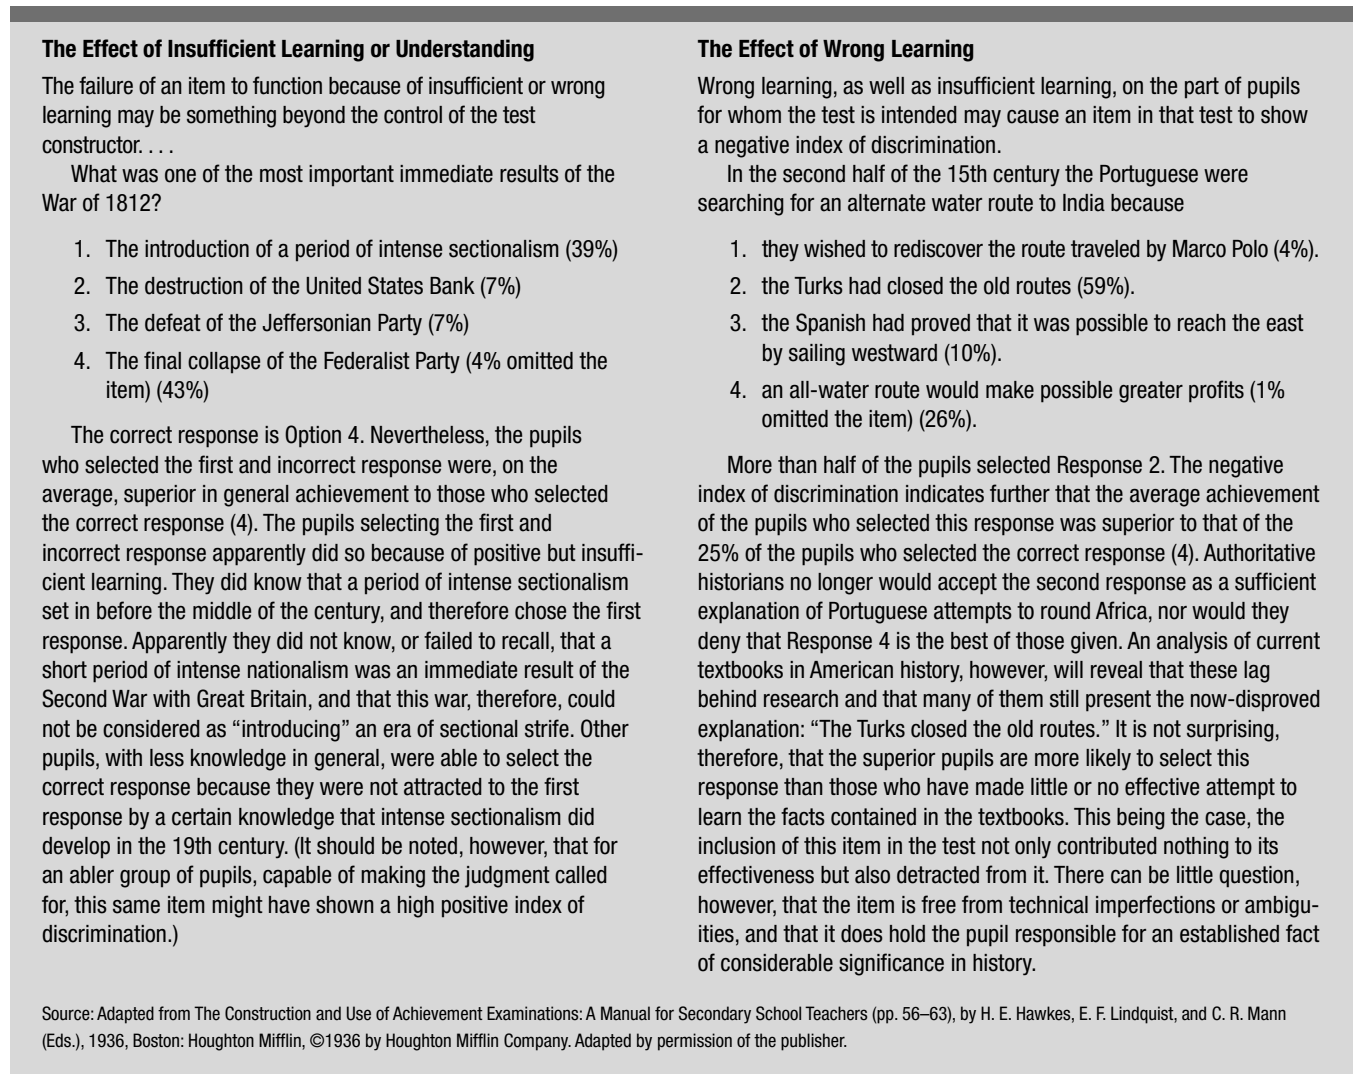 The Effect of Insufficient Learning or Understanding
The failure of an item to function because of insufficient or wrong
learning may be something beyond the control of the test
constructor. . . .
What was one of the most important immediate results of the
War of 1812?
1. The introduction of a period of intense sectionalism (39%)
2. The destruction of the United States Bank (7%)
3. The defeat of the Jeffersonian Party (7%)
4. The final collapse of the Federalist Party (4% omitted the
item) (43%)
The correct response is Option 4. Nevertheless, the pupils
who selected the first and incorrect response were, on the
average, superior in general achievement to those who selected
the correct response (4). The pupils selecting the first and
incorrect response apparently did so because of positive but insuffi-
cient learning. They did know that a period of intense sectionalism
set in before the middle of the century, and therefore chose the first
response. Apparently they did not know, or failed to recall, that a
short period of intense nationalism was an immediate result of the
Second War with Great Britain, and that this war, therefore, could
not be considered as “introducing” an era of sectional strife. Other
pupils, with less knowledge in general, were able to select the
correct response because they were not attracted to the first
response by a certain knowledge that intense sectionalism did
develop in the 19th century. (It should be noted, however, that for
an abler group of pupils, capable of making the judgment called
for, this same item might have shown a high positive index of
discrimination.)
The Effect of Wrong Learning
Wrong learning, as well as insufficient learning, on the part of pupils
for whom the test is intended may cause an item in that test to show
a negative index of discrimination.
In the second half of the 15th century the Portuguese were
searching for an alternate water route to India because
1. they wished to rediscover the route traveled by Marco Polo (4%).
2. the Turks had closed the old routes (59%).
3. the Spanish had proved that it was possible to reach the east
by sailing westward (10%).
4. an all-water route would make possible greater profits (1%
omitted the item) (26%).
More than half of the pupils selected Response 2. The negative
index of discrimination indicates further that the average achievement
of the pupils who selected this response was superior to that of the
25% of the pupils who selected the correct response (4). Authoritative
historians no longer would accept the second response as a sufficient
explanation of Portuguese attempts to round Africa, nor would they
deny that Response 4 is the best of those given. An analysis of current
textbooks in American history, however, will reveal that these lag
behind research and that many of them still present the now-disproved
explanation: “The Turks closed the old routes.” It is not surprising,
therefore, that the superior pupils are more likely to select this
response than those who have made little or no effective attempt to
learn the facts contained in the textbooks. This being the case, the
inclusion of this item in the test not only contributed nothing to its
effectiveness but also detracted from it. There can be little question,
however, that the item is free from technical imperfections or ambigu-
ities, and that it does hold the pupil responsible for an established fact
of considerable significance in history.
Source: Adapted from The Construction and Use of Achievement Examinations: A Manual for Secondary School Teachers (pp. 56–63), by H. E. Hawkes, E. F. Lindquist, and C. R. Mann
(Eds.), 1936, Boston: Houghton Mifflin, ©1936 by Houghton Mifflin Company. Adapted by permission of the publisher.